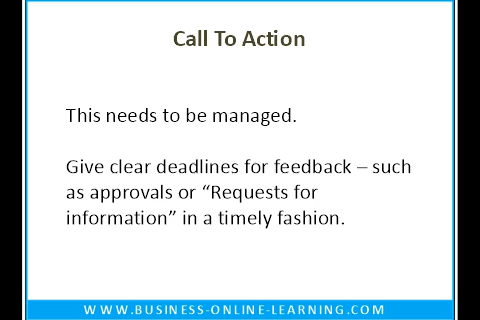 Call To Action
This needs to be managed.
Give clear deadlines for feedback – such
as approvals or “Requests for
information” in a timely fashion.
WWW.BUSINESS-ONLINE-LEARNING.COM